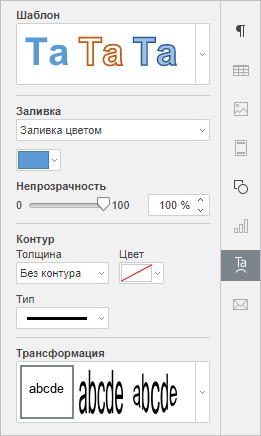 Шаблон
Ta Ta Ta
Заливка
Заливка цветом
Непрозрачность
0 100 100 %
Контур
Толщина Цвет
Без контура
Тип
Трансформация
abcde abcde abcde
Ta